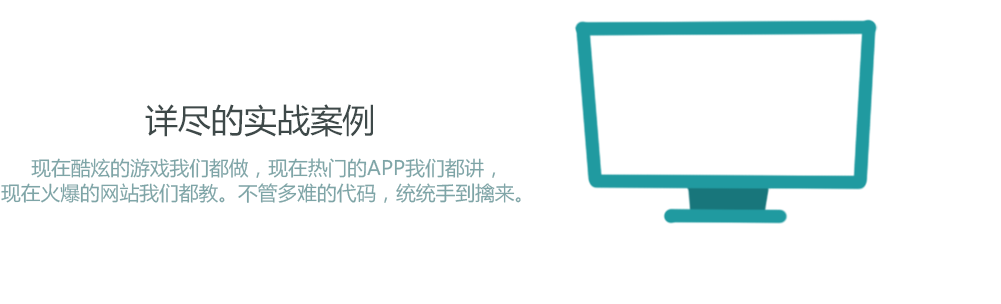 详尽的实战案例
现在酷炫的游戏我们都做，现在热门的APP我们都讲，
现在火爆的网站我们都教。不管多难的代码，统统手到擒来。